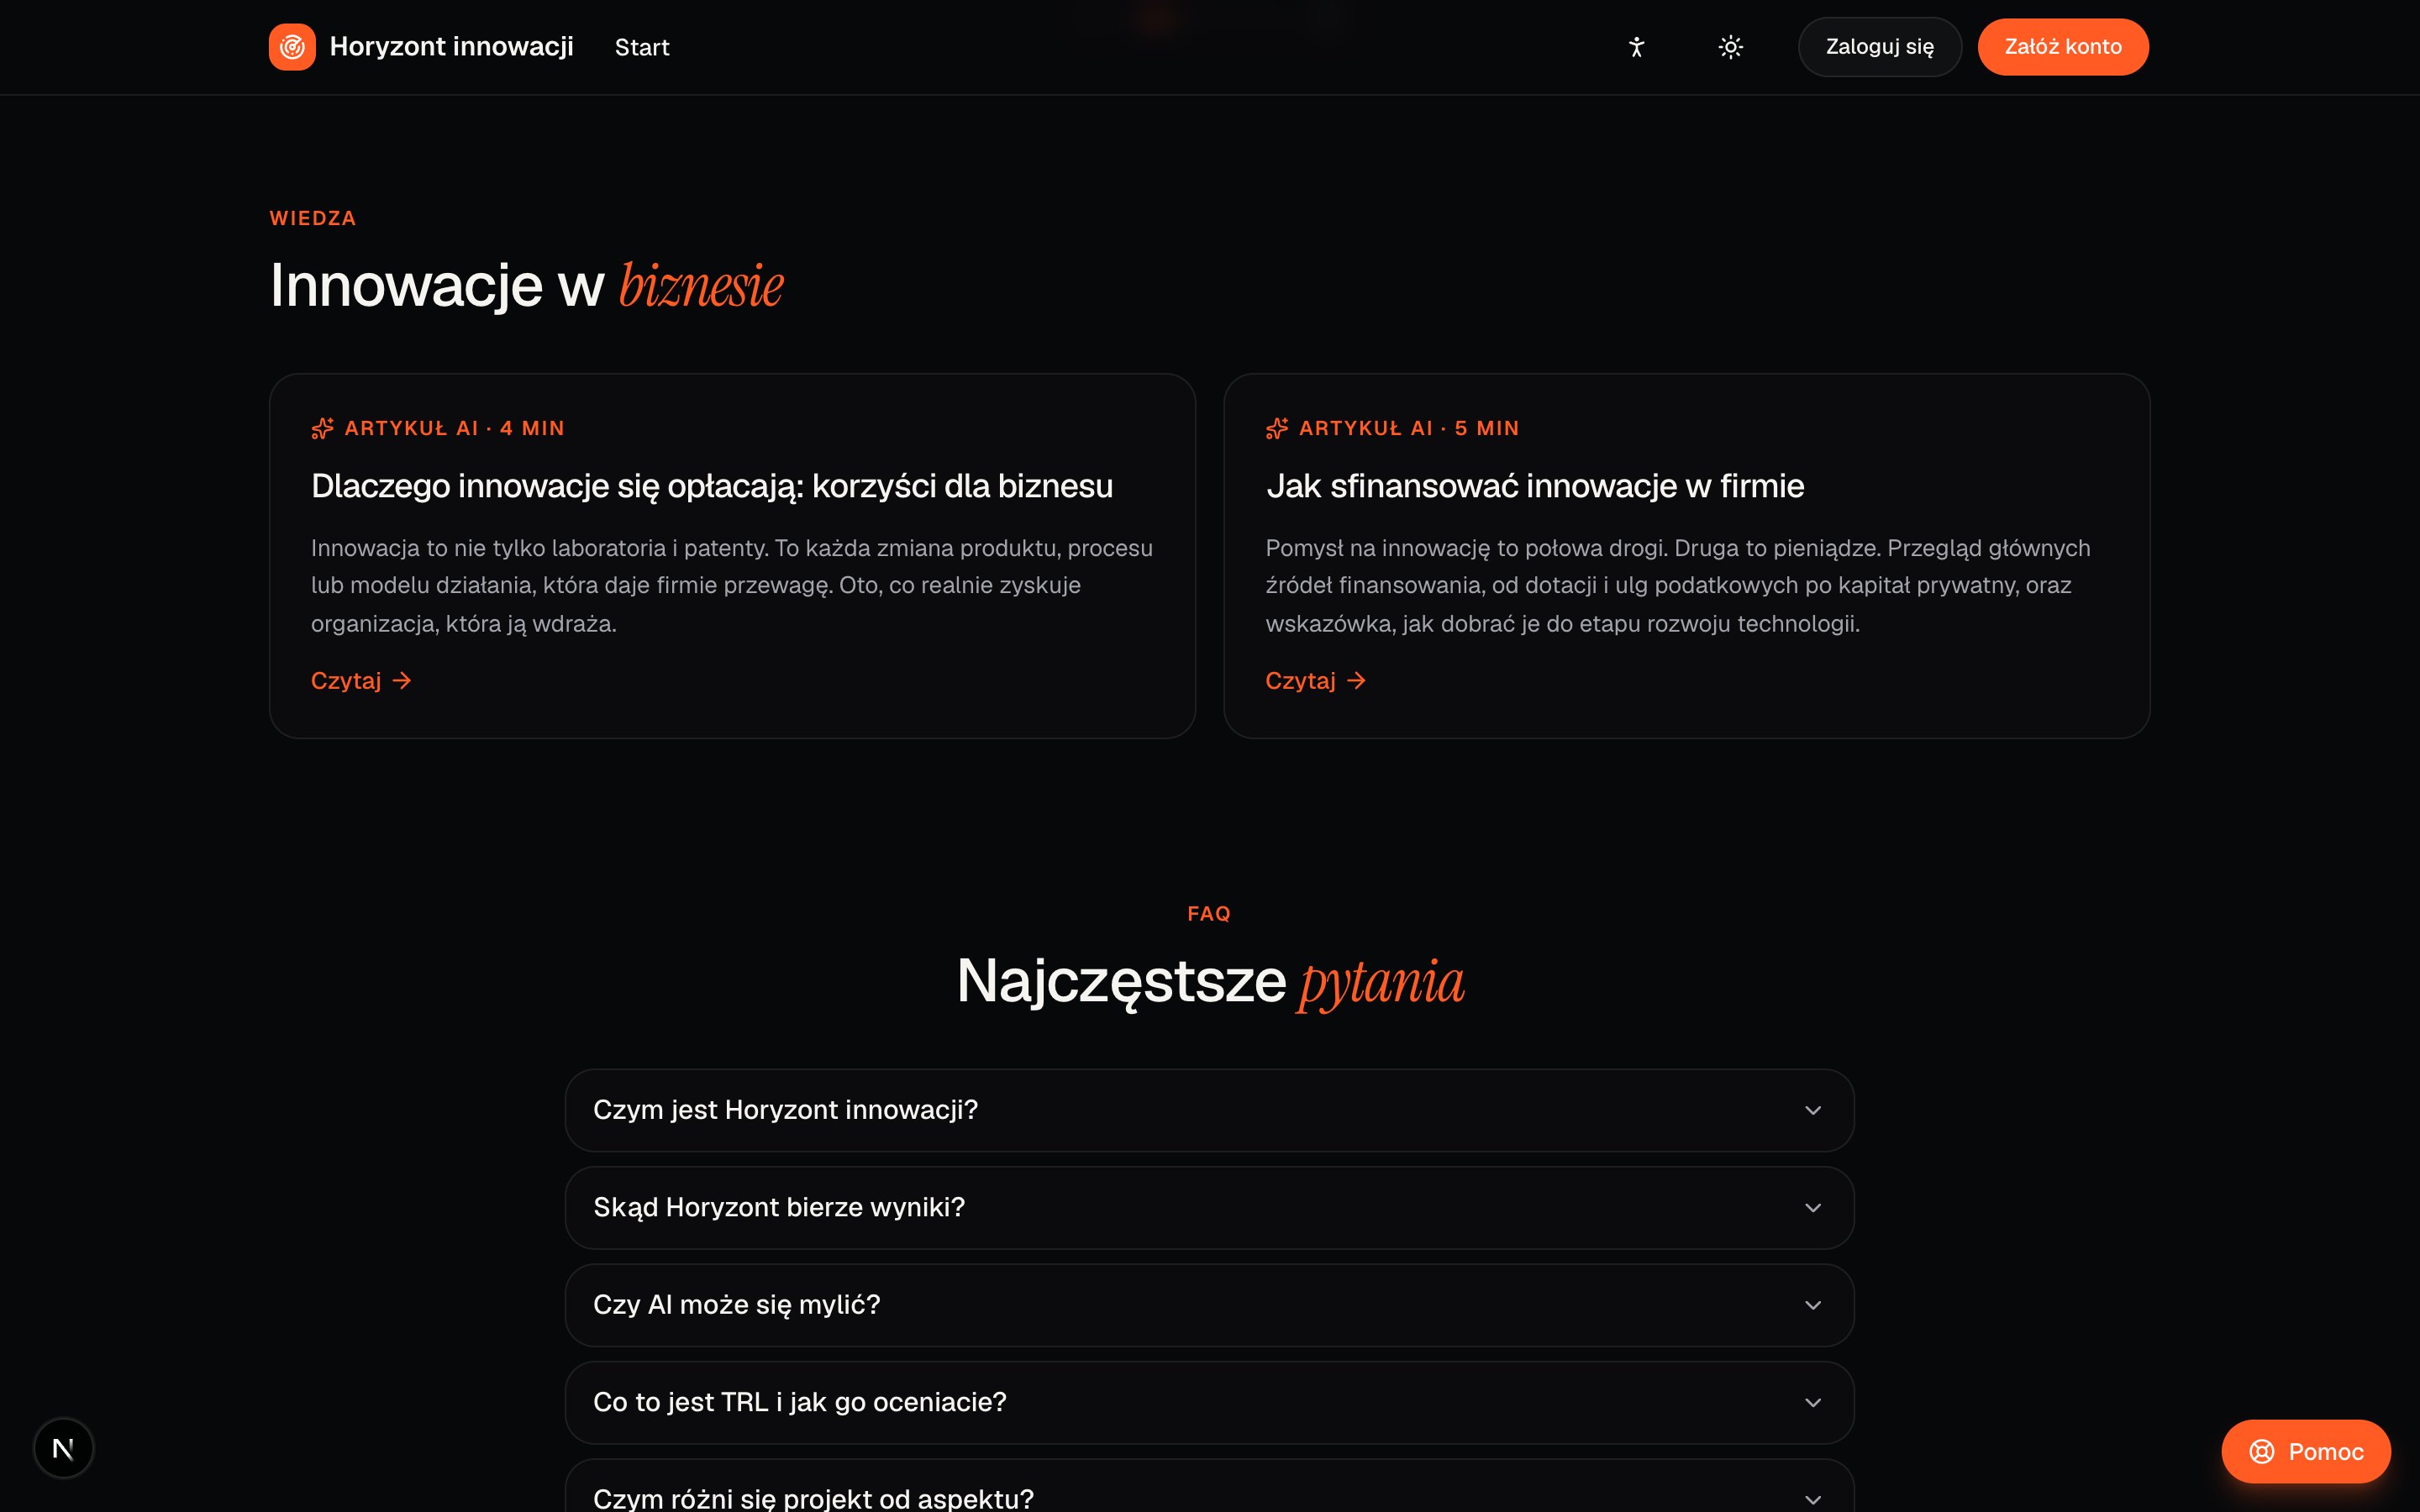 Horyzont innowacji
Start
Zaloguj się
Załóż konto
WIEDZA
Innowacje w biznesie
ARTYKUŁ AI · 4 MIN
Dlaczego innowacje się opłacają: korzyści dla biznesu
Innowacja to nie tylko laboratoria i patenty. To każda zmiana produktu, procesu
lub modelu działania, która daje firmie przewagę. Oto, co realnie zyskuje
organizacja, która ją wdraża.
Czytaj →
ARTYKUŁ AI · 5 MIN
Jak sfinansować innowacje w firmie
Pomysł na innowację to połowa drogi. Druga to pieniądze. Przegląd głównych
źródeł finansowania, od dotacji i ulg podatkowych po kapitał prywatny, oraz
wskazówka, jak dobrać je do etapu rozwoju technologii.
Czytaj →
FAQ
Najczęstsze pytania
Czym jest Horyzont innowacji?
Skąd Horyzont bierze wyniki?
Czy AI może się mylić?
Co to jest TRL i jak go oceniacie?
Czym różni się projekt od aspektu?
N
Pomoc